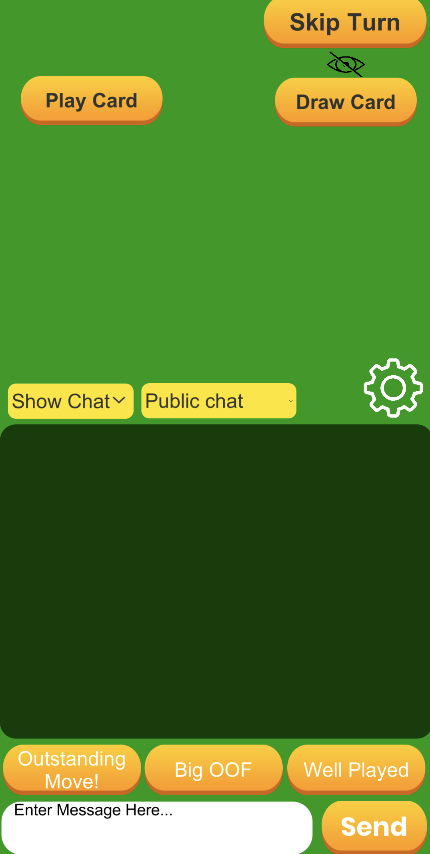 Skip Turn
Play Card
Draw Card
Show Chat
Public chat
Outstanding
Move!
Big OOF
Well Played
Enter Message Here...
Send